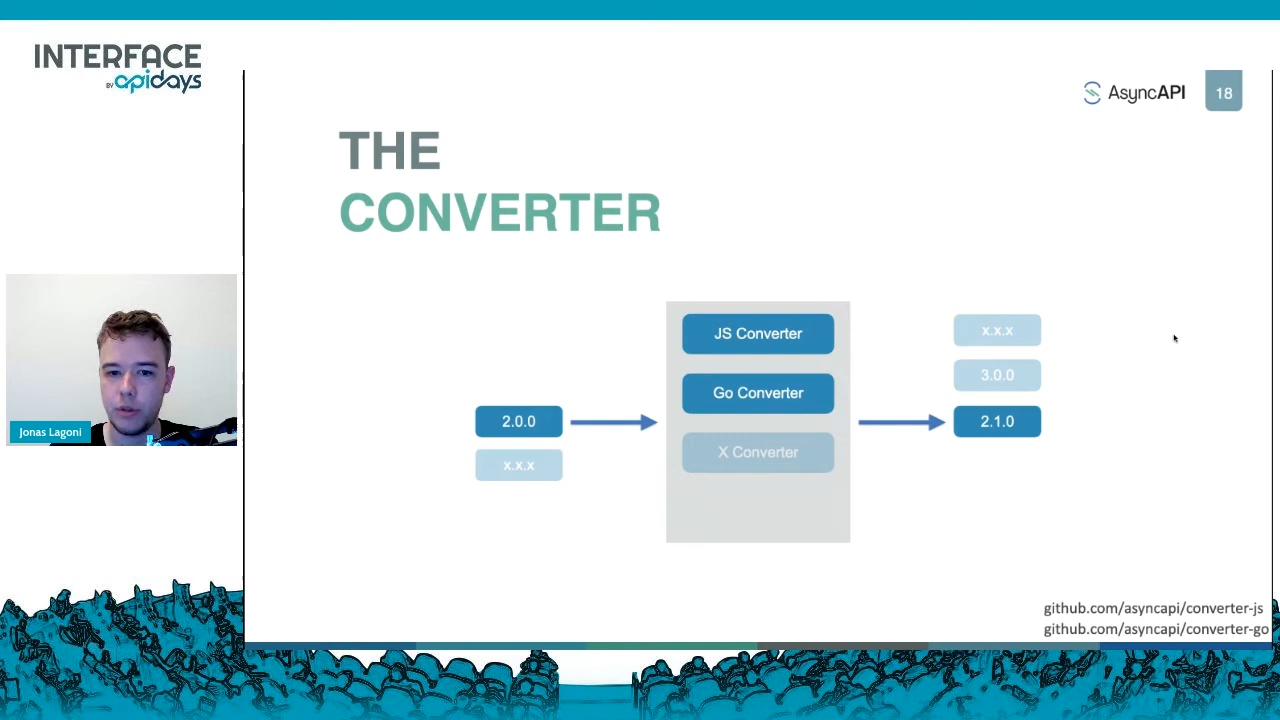 INTERFACE
BY apidays
AsyncAPI
18
THE
CONVERTER
JS Converter
Go Converter
X Converter
2.0.0
x.x.x
x.x.x
3.0.0
2.1.0
Jonas Lagoni
github.com/asyncapi/converter-js
github.com/asyncapi/converter-go